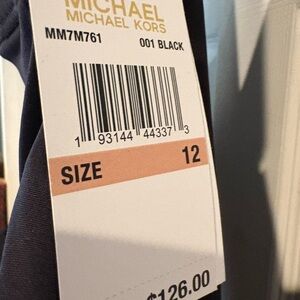 MICHAEL
MICHAEL KORS
MM7M761
001 BLACK
1 93144 44337 3
SIZE 12
$126.00